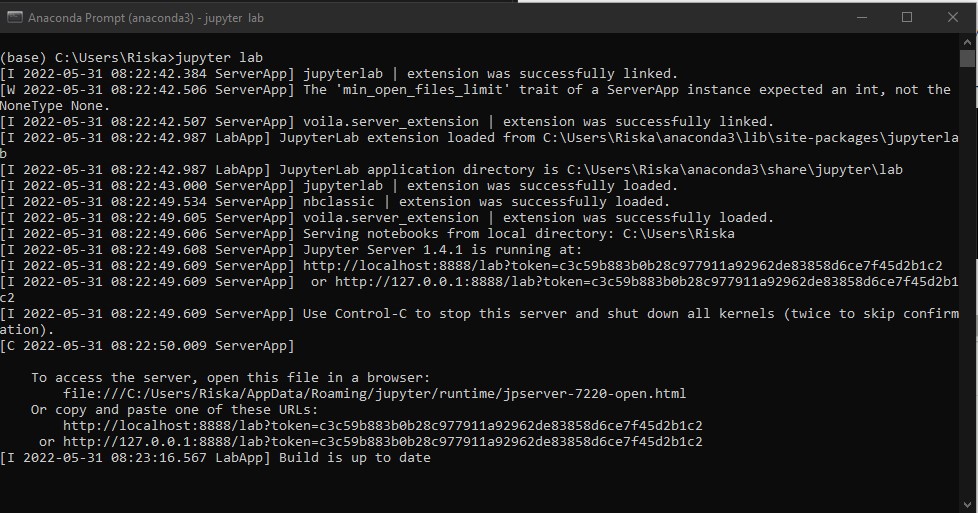 Anaconda Prompt (anaconda3) - jupyter lab
(base) C:\Users\Riska>jupyter lab
[I 2022-05-31 08:22:42.384 ServerApp] jupyterlab | extension was successfully linked.
[W 2022-05-31 08:22:42.506 ServerApp] The 'min_open_files_limit' trait of a ServerApp instance expected an int, not the
NoneType None.
[I 2022-05-31 08:22:42.507 ServerApp] voila.server_extension | extension was successfully linked.
[I 2022-05-31 08:22:42.987 LabApp] JupyterLab extension loaded from C:\Users\Riska\anaconda3\lib\site-packages\jupyterla
b
[I 2022-05-31 08:22:42.987 LabApp] JupyterLab application directory is C:\Users\Riska\anaconda3\share\jupyter\lab
[I 2022-05-31 08:22:43.000 ServerApp] jupyterlab | extension was successfully loaded.
[I 2022-05-31 08:22:49.534 ServerApp] nbclassic | extension was successfully loaded.
[I 2022-05-31 08:22:49.605 ServerApp] voila.server_extension | extension was successfully loaded.
[I 2022-05-31 08:22:49.606 ServerApp] Serving notebooks from local directory: C:\Users\Riska
[I 2022-05-31 08:22:49.608 ServerApp] Jupyter Server 1.4.1 is running at:
[I 2022-05-31 08:22:49.609 ServerApp] http://localhost:8888/lab?token=c3c59b883b0b28c977911a92962de83858d6ce7f45d2b1c2
[I 2022-05-31 08:22:49.609 ServerApp]  or http://127.0.0.1:8888/lab?token=c3c59b883b0b28c977911a92962de83858d6ce7f45d2b1
c2
[I 2022-05-31 08:22:49.609 ServerApp] Use Control-C to stop this server and shut down all kernels (twice to skip confirm
ation).
[C 2022-05-31 08:22:50.009 ServerApp]
To access the server, open this file in a browser:
file:///C:/Users/Riska/AppData/Roaming/jupyter/runtime/jpserver-7220-open.html
Or copy and paste one of these URLs:
http://localhost:8888/lab?token=c3c59b883b0b28c977911a92962de83858d6ce7f45d2b1c2
or http://127.0.0.1:8888/lab?token=c3c59b883b0b28c977911a92962de83858d6ce7f45d2b1c2
[I 2022-05-31 08:23:16.567 LabApp] Build is up to date